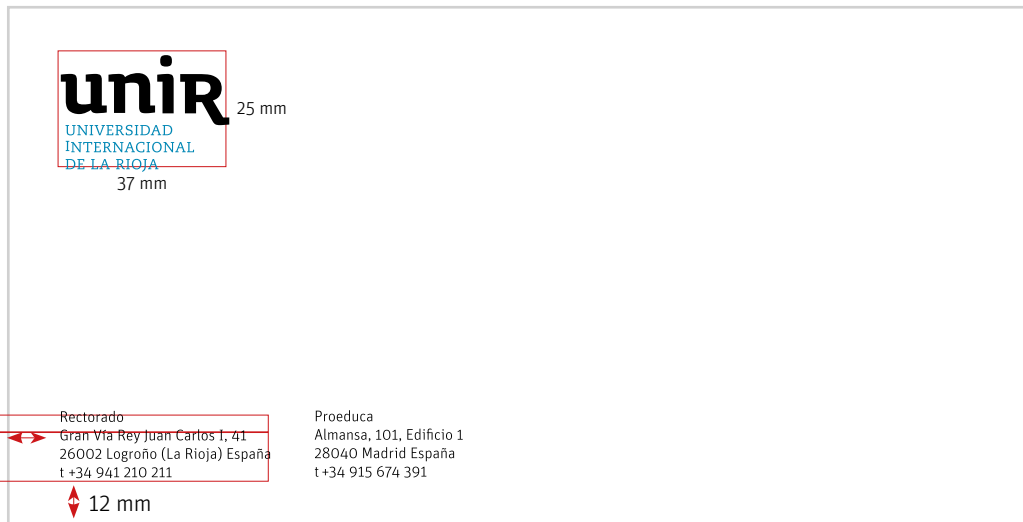 uniR
UNIVERSIDAD
INTERNACIONAL
DE LA RIOJA
25 mm
37 mm
Rectorado
Gran Vía Rey Juan Carlos I, 41
26002 Logroño (La Rioja) España
t +34 941 210 211
Proeduca
Almansa, 101, Edificio 1
28040 Madrid España
t +34 915 674 391
12 mm